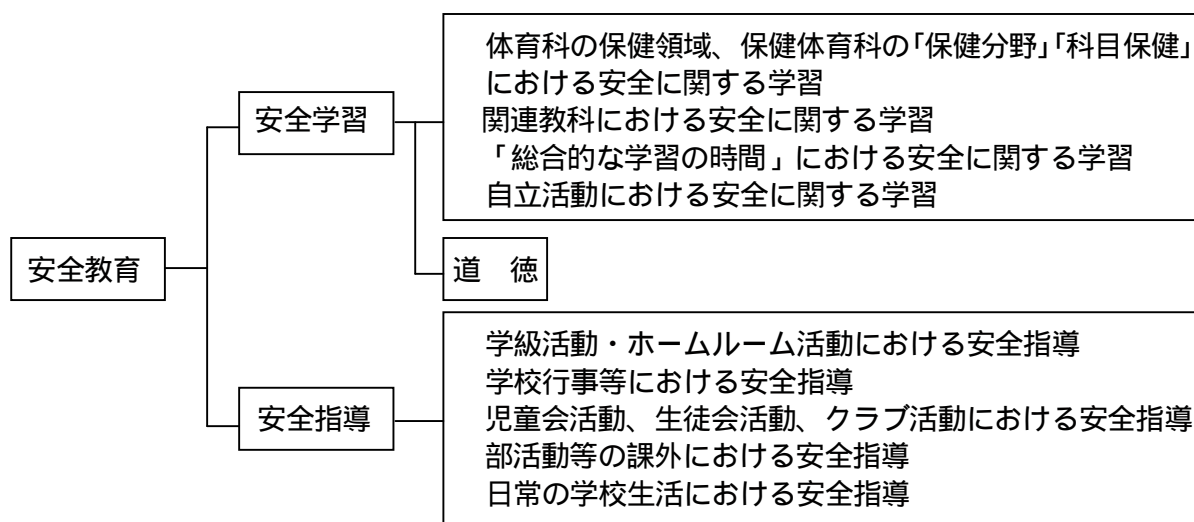 体育科の保健領域、保健体育科の「保健分野」「科目保健」
における安全に関する学習
関連教科における安全に関する学習
「総合的な学習の時間」における安全に関する学習
自立活動における安全に関する学習
安全学習
道　徳
安全教育
学級活動・ホームルーム活動における安全指導
学校行事等における安全指導
児童会活動、生徒会活動、クラブ活動における安全指導
部活動等の課外における安全指導
日常の学校生活における安全指導
安全指導